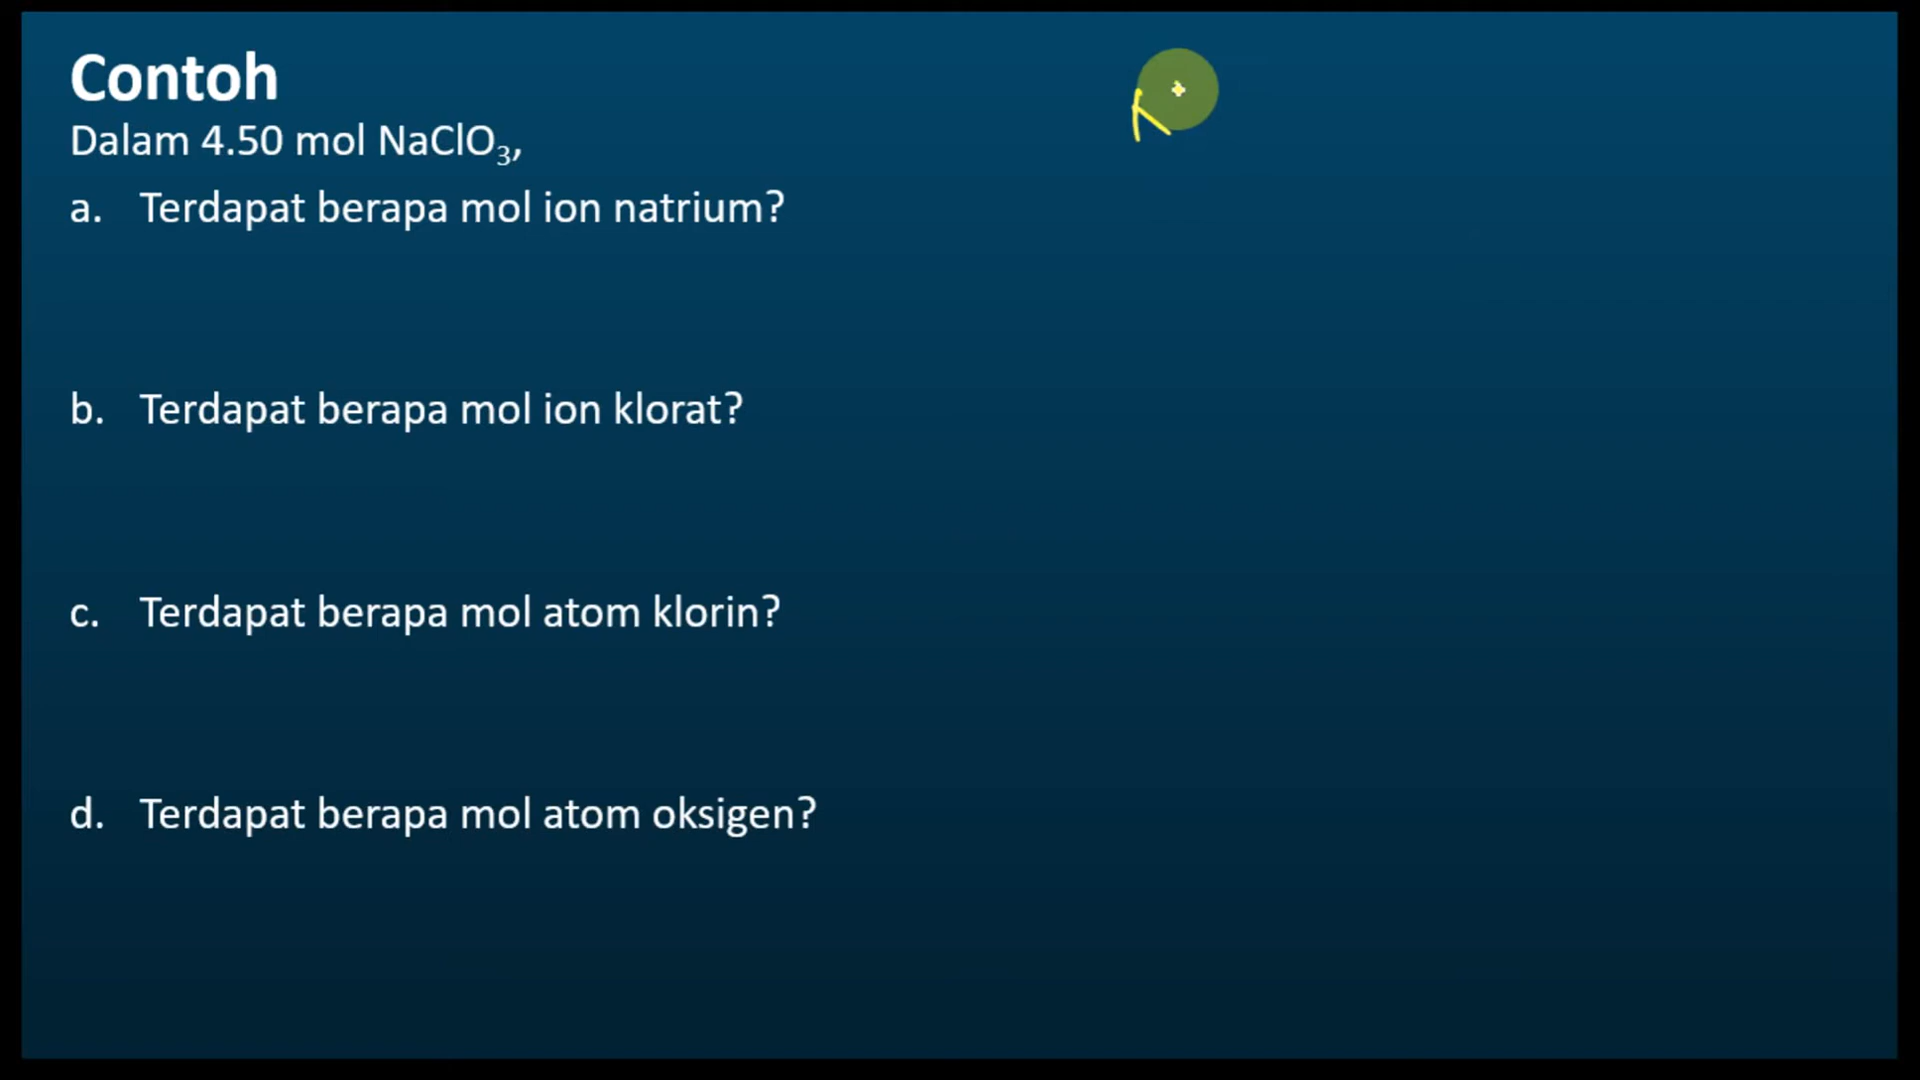 Contoh
Dalam 4.50 mol NaClO₃,
a. Terdapat berapa mol ion natrium?
b. Terdapat berapa mol ion klorat?
c. Terdapat berapa mol atom klorin?
d. Terdapat berapa mol atom oksigen?